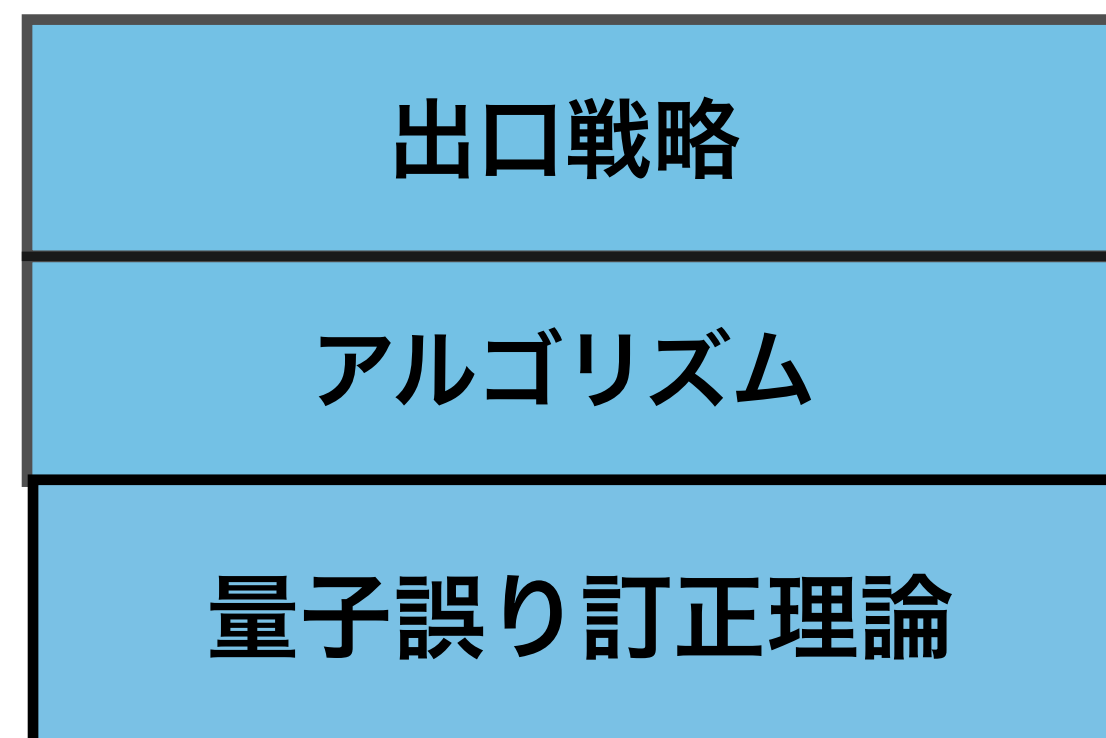 出口戦略
アルゴリズム
量子誤り訂正理論